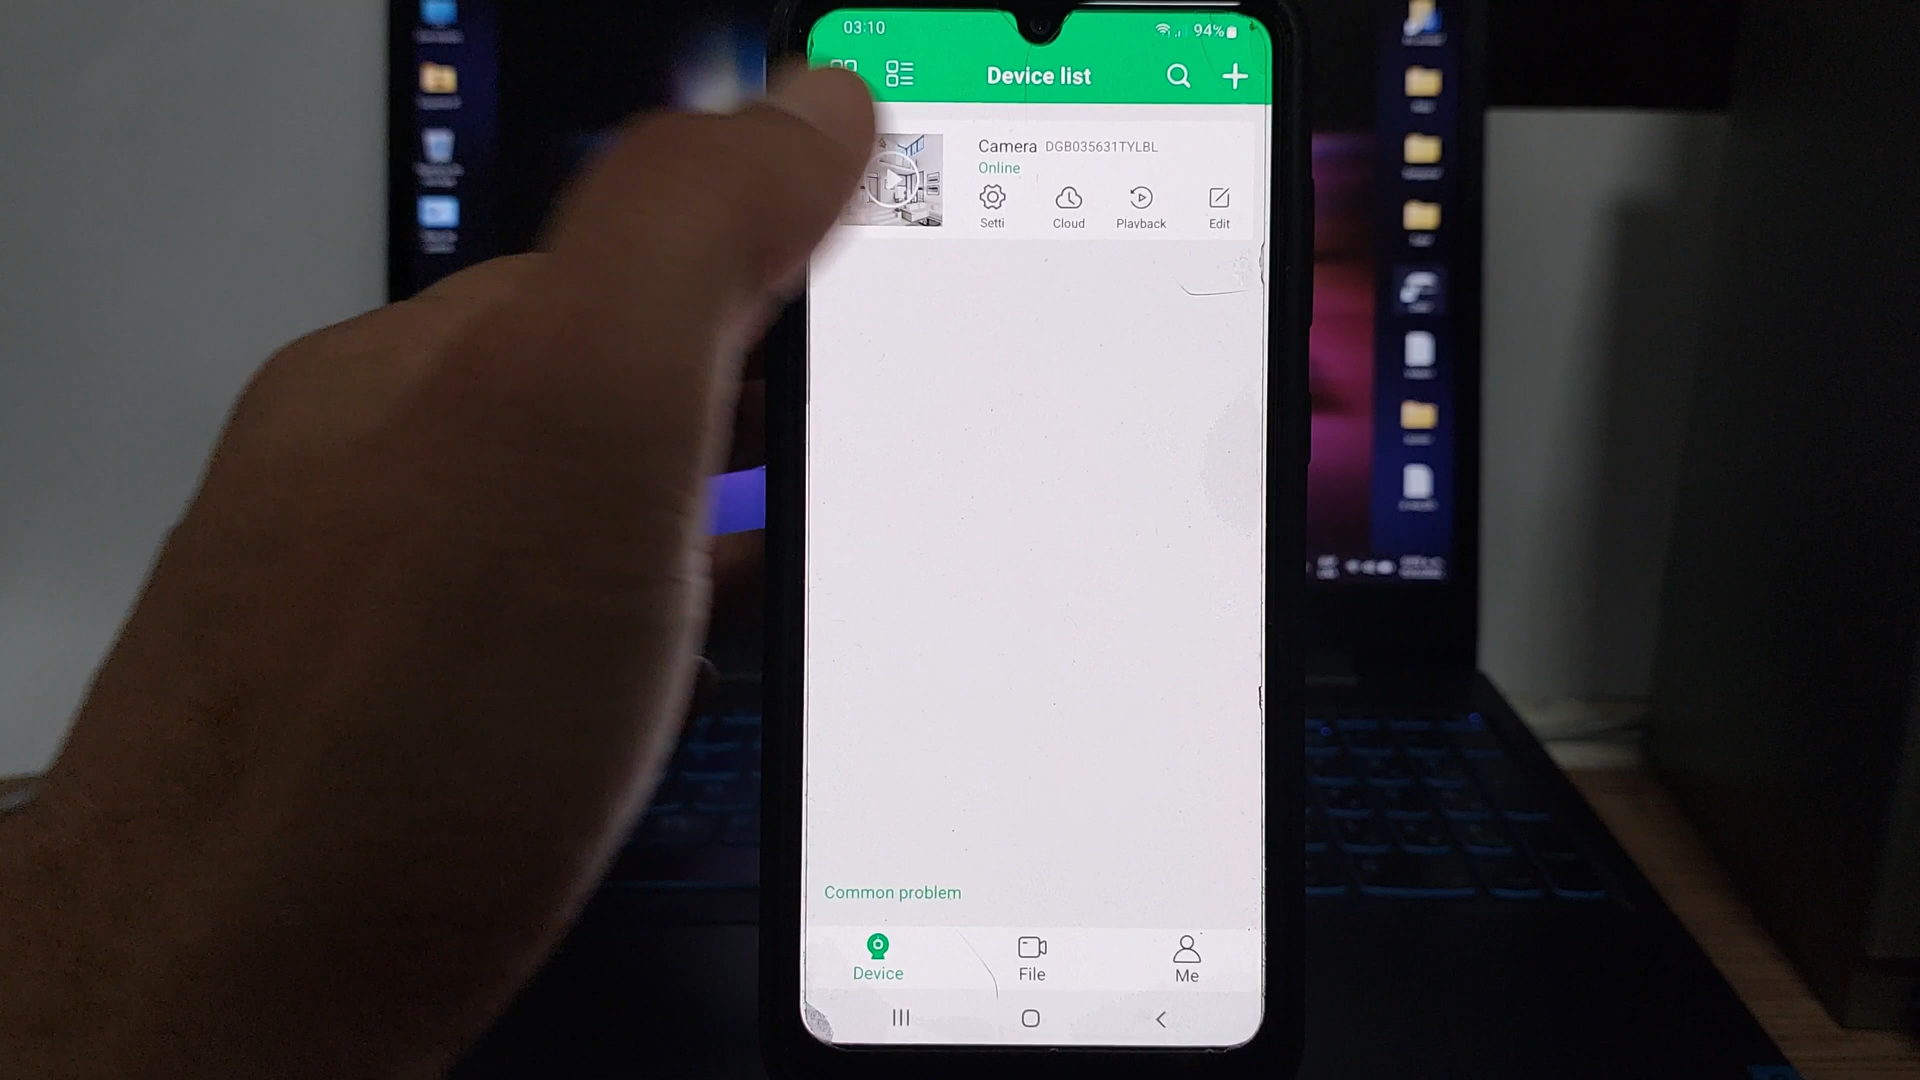 03:10
94%
Device list
Camera DGB035631TYLBL
Online
Setti Cloud Playback Edit
Common problem
Device File Me